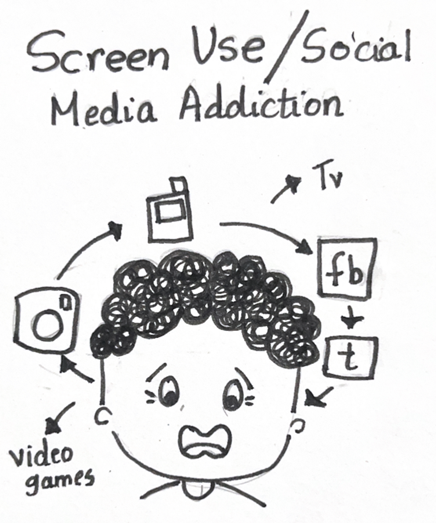 Screen Use/Social
Media Addiction
Tv
fb
t
video
games